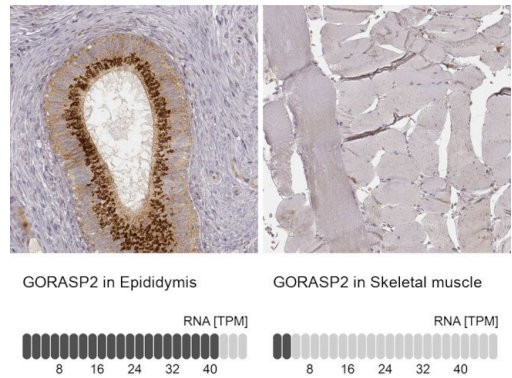 GORASP2 in Epididymis
RNA [TPM]
8 16 24 32 40
GORASP2 in Skeletal muscle
RNA [TPM]
8 16 24 32 40